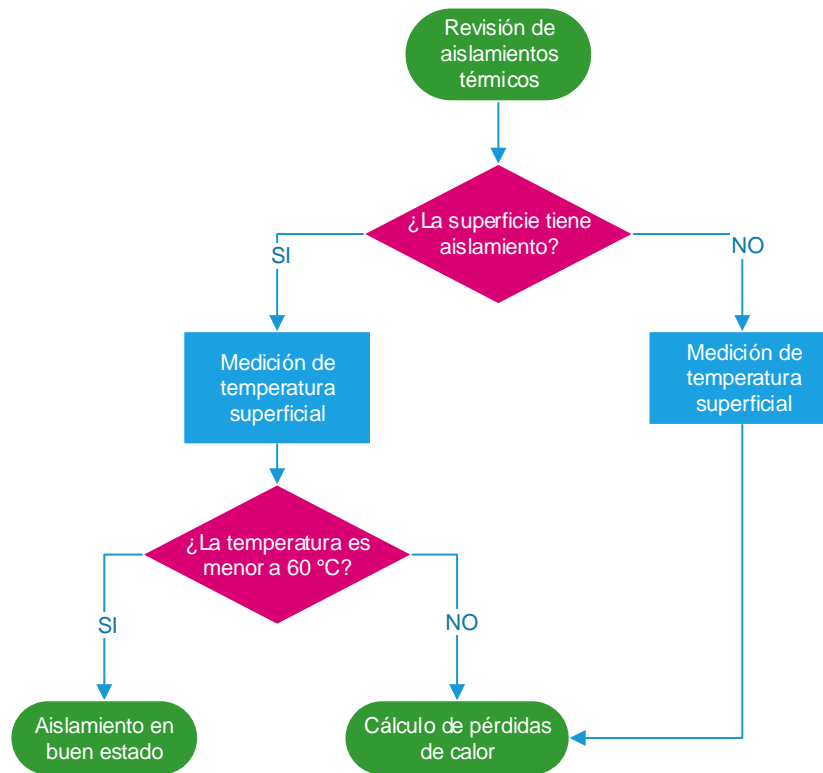 Revisión de
aislamientos
térmicos
¿La superficie tiene
aislamiento?
SI
NO
Medición de
temperatura
superficial
Medición de
temperatura
superficial
¿La temperatura es
menor a 60 °C?
SI
NO
Aislamiento en
buen estado
Cálculo de pérdidas
de calor